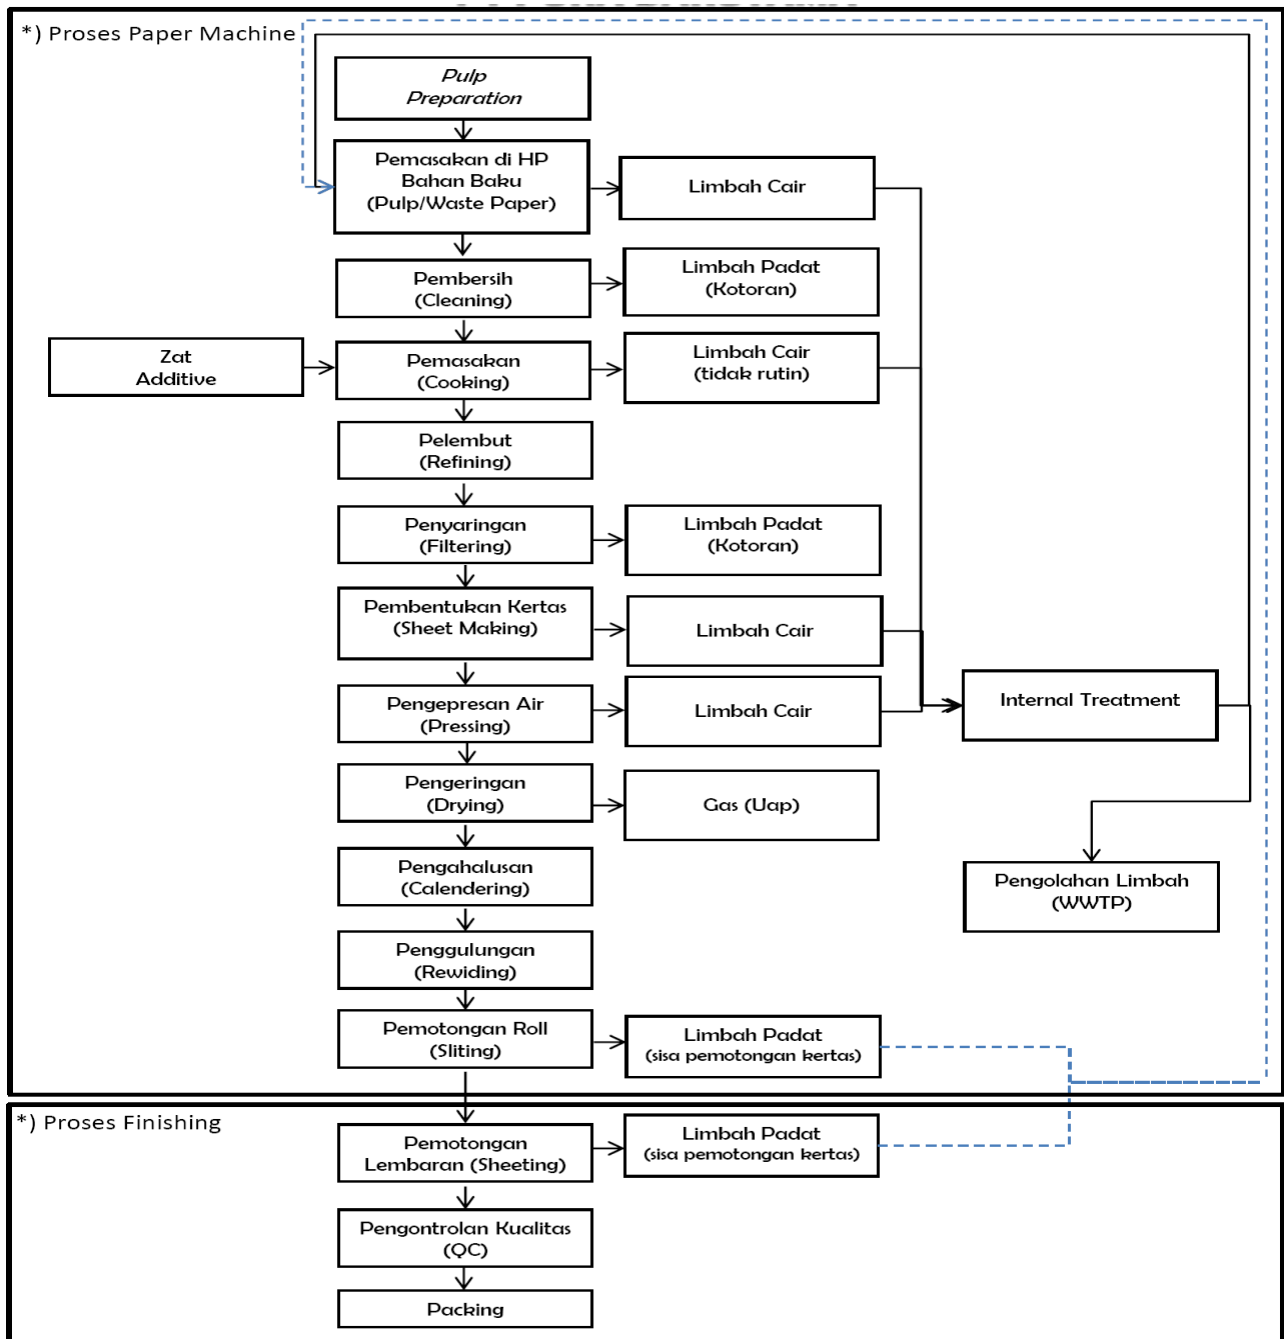 *) Proses Paper Machine
Pulp
Preparation
Pemasakan di HP
Bahan Baku
(Pulp/Waste Paper)
Limbah Cair
Pembersih
(Cleaning)
Limbah Padat
(Kotoran)
Zat
Additive
Pemasakan
(Cooking)
Limbah Cair
(tidak rutin)
Pelembut
(Refining)
Penyaringan
(Filtering)
Limbah Padat
(Kotoran)
Pembentukan Kertas
(Sheet Making)
Limbah Cair
Internal Treatment
Pengepresan Air
(Pressing)
Limbah Cair
Pengeringan
(Drying)
Gas (Uap)
Pengahalusan
(Calendering)
Pengolahan Limbah
(WWTP)
Penggulungan
(Rewiding)
Pemotongan Roll
(Sliting)
Limbah Padat
(sisa pemotongan kertas)
*) Proses Finishing
Pemotongan
Lembaran (Sheeting)
Limbah Padat
(sisa pemotongan kertas)
Pengontrolan Kualitas
(QC)
Packing